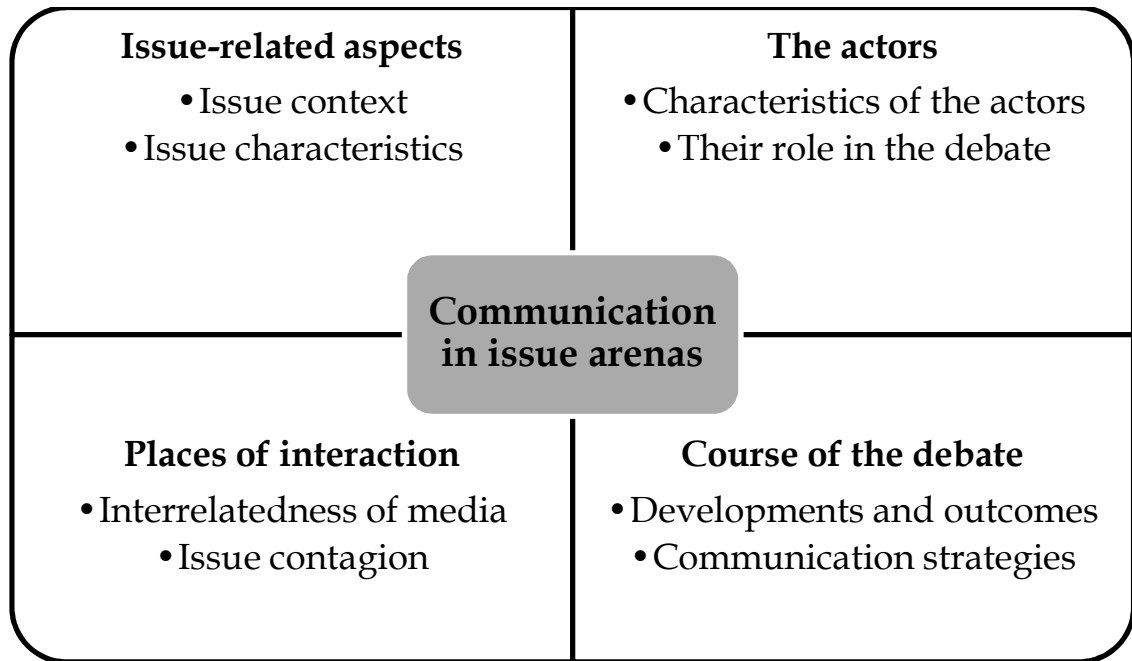 Issue-related aspects
•Issue context
•Issue characteristics
The actors
•Characteristics of the actors
•Their role in the debate
Communication
in issue arenas
Places of interaction
•Interrelatedness of media
•Issue contagion
Course of the debate
•Developments and outcomes
•Communication strategies